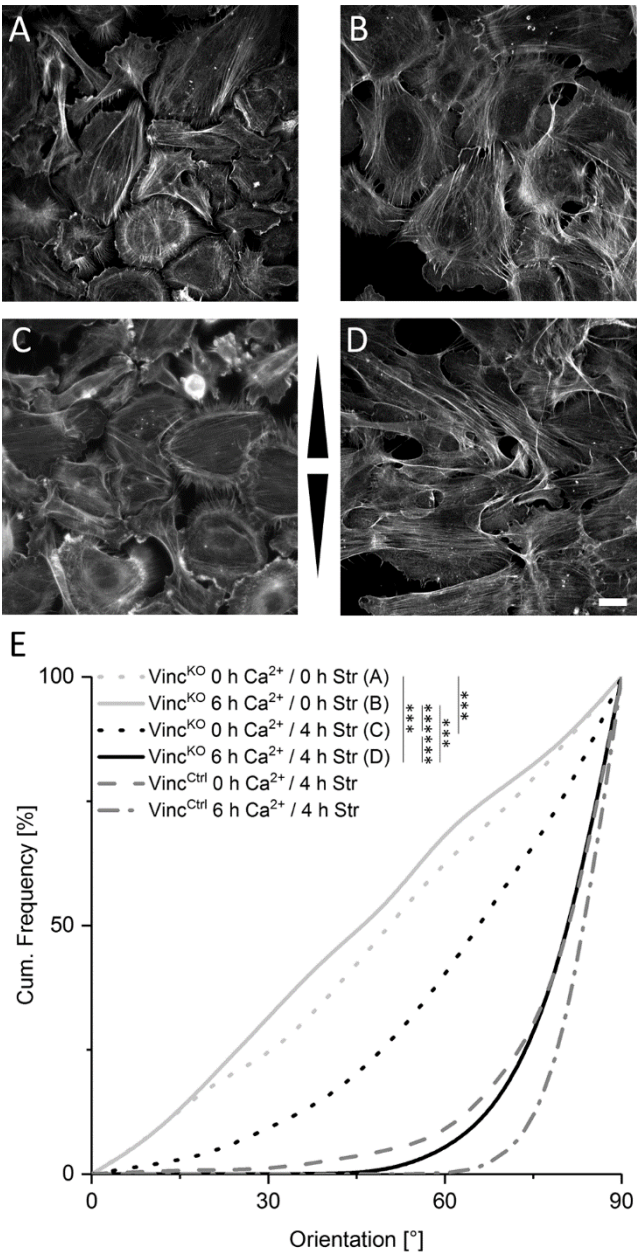 A
B
C
D
E
100
50
0
Cum. Frequency [%]
Vinc^KO 0 h Ca²⁺ / 0 h Str (A)
Vinc^KO 6 h Ca²⁺ / 0 h Str (B)
Vinc^KO 0 h Ca²⁺ / 4 h Str (C)
Vinc^KO 6 h Ca²⁺ / 4 h Str (D)
Vinc^Ctrl 0 h Ca²⁺ / 4 h Str
Vinc^Ctrl 6 h Ca²⁺ / 4 h Str
***
***
***
***
***
0
30
60
90
Orientation [°]